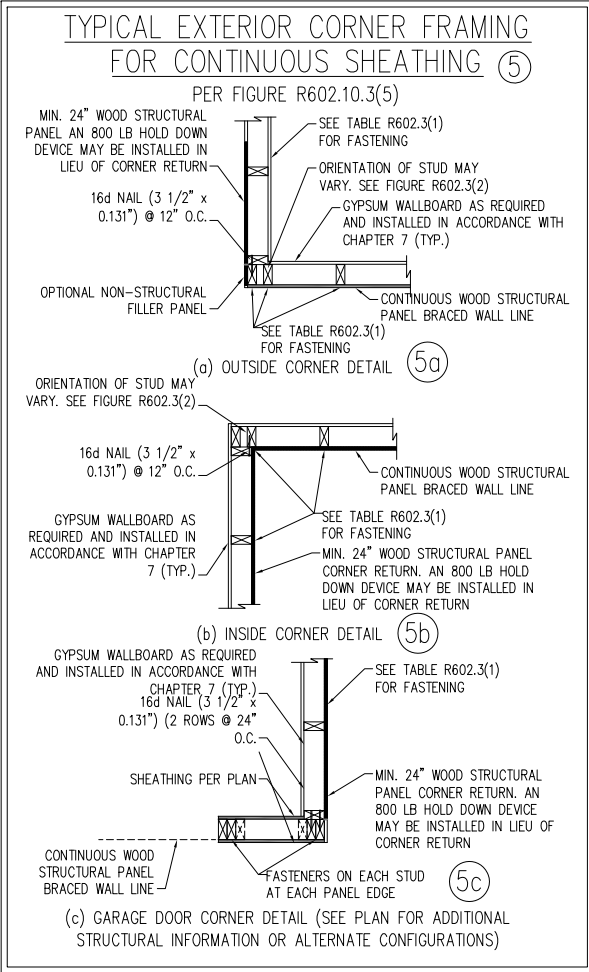 TYPICAL EXTERIOR CORNER FRAMING
FOR CONTINUOUS SHEATHING 5
PER FIGURE R602.10.3(5)
MIN. 24" WOOD STRUCTURAL
PANEL AN 800 LB HOLD DOWN
DEVICE MAY BE INSTALLED IN
LIEU OF CORNER RETURN
16d NAIL (3 1/2" x
0.131") @ 12" O.C.
OPTIONAL NON-STRUCTURAL
FILLER PANEL
SEE TABLE R602.3(1)
FOR FASTENING
ORIENTATION OF STUD MAY
VARY. SEE FIGURE R602.3(2)
GYPSUM WALLBOARD AS REQUIRED
AND INSTALLED IN ACCORDANCE WITH
CHAPTER 7 (TYP.)
CONTINUOUS WOOD STRUCTURAL
PANEL BRACED WALL LINE
SEE TABLE R602.3(1)
FOR FASTENING
(a) OUTSIDE CORNER DETAIL 5a
ORIENTATION OF STUD MAY
VARY. SEE FIGURE R602.3(2)
16d NAIL (3 1/2" x
0.131") @ 12" O.C.
GYPSUM WALLBOARD AS
REQUIRED AND INSTALLED IN
ACCORDANCE WITH CHAPTER
7 (TYP.)
CONTINUOUS WOOD STRUCTURAL
PANEL BRACED WALL LINE
SEE TABLE R602.3(1)
FOR FASTENING
MIN. 24" WOOD STRUCTURAL PANEL
CORNER RETURN. AN 800 LB HOLD
DOWN DEVICE MAY BE INSTALLED IN
LIEU OF CORNER RETURN
(b) INSIDE CORNER DETAIL 5b
GYPSUM WALLBOARD AS REQUIRED
AND INSTALLED IN ACCORDANCE WITH
CHAPTER 7 (TYP.)
16d NAIL (3 1/2" x
0.131") (2 ROWS @ 24"
O.C.
SHEATHING PER PLAN
CONTINUOUS WOOD
STRUCTURAL PANEL
BRACED WALL LINE
SEE TABLE R602.3(1)
FOR FASTENING
MIN. 24" WOOD STRUCTURAL
PANEL CORNER RETURN. AN
800 LB HOLD DOWN DEVICE
MAY BE INSTALLED IN LIEU OF
CORNER RETURN
FASTENERS ON EACH STUD
AT EACH PANEL EDGE
5c
(c) GARAGE DOOR CORNER DETAIL (SEE PLAN FOR ADDITIONAL
STRUCTURAL INFORMATION OR ALTERNATE CONFIGURATIONS)